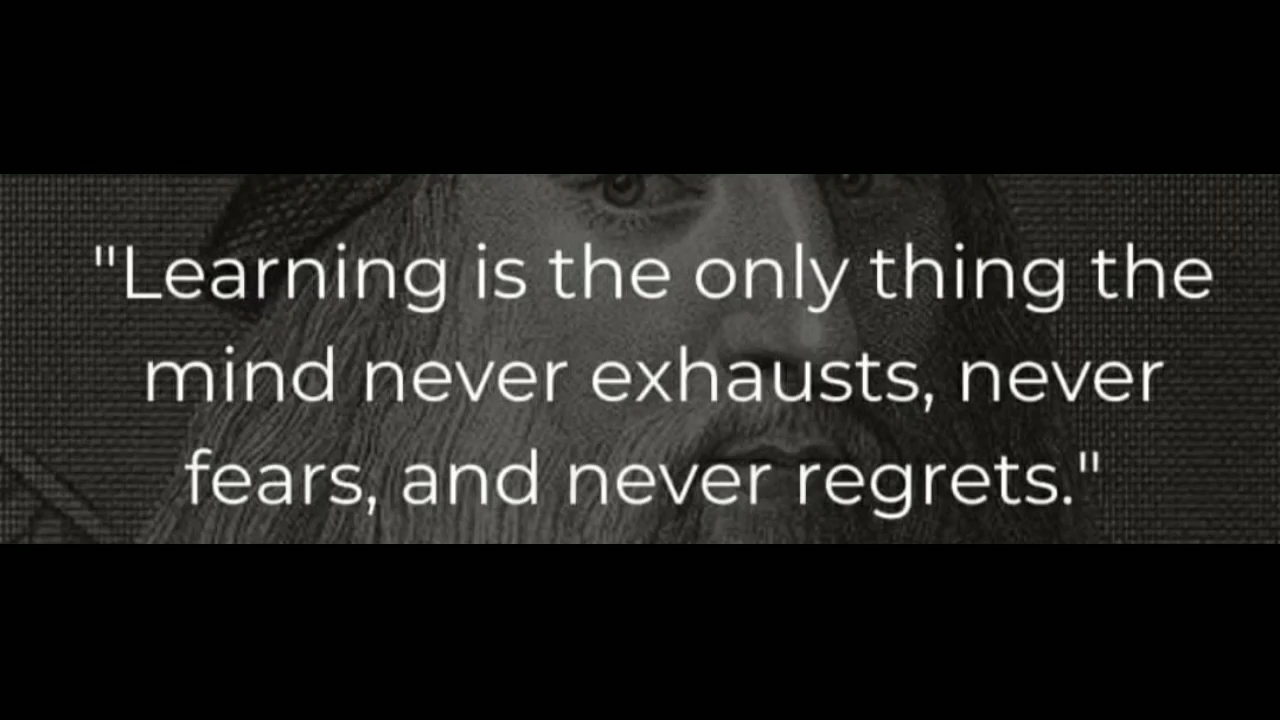 "Learning is the only thing the
mind never exhausts, never
fears, and never regrets."